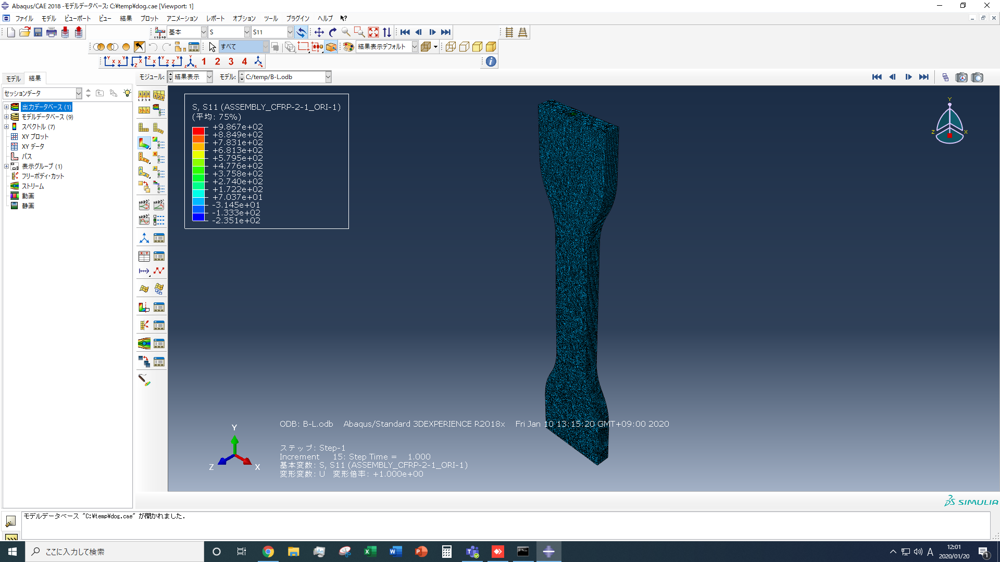 Abaqus/CAE 2018 -モデルデータベース: C:¥temp¥dog.cae [Viewport: 1]
ファイル モデル ビューポート ビュー 結果 プロット アニメーション レポート オプション ツール プラグイン ヘルプ
基本 S S11
すべて 結果表示デフォルト
1 2 3 4
モデル 結果 モジュール: 結果表示 モデル: C:/temp/B-L.odb
セッションデータ
出力データベース (1)
モデルデータベース (9)
スペクトル (7)
XY プロット
XY データ
パス
表示グループ (1)
フリーボディ・カット
ストリーム
動画
静画
S, S11 (ASSEMBLY_CFRP-2-1_ORI-1)
(平均: 75%)
+9.867e+02
+8.849e+02
+7.831e+02
+6.813e+02
+5.795e+02
+4.776e+02
+3.758e+02
+2.740e+02
+1.722e+02
+7.037e+01
-3.145e+01
-1.333e+02
-2.351e+02
Y
Z X
Y
Z X
ODB: B-L.odb Abaqus/Standard 3DEXPERIENCE R2018x Fri Jan 10 13:15:20 GMT+09:00 2020
ステップ: Step-1
Increment 15: Step Time = 1.000
基本変数: S, S11 (ASSEMBLY_CFRP-2-1_ORI-1)
変形変数: U 変形倍率: +1.000e+00
SIMULIA
モデルデータベース "C:¥temp¥dog.cae" が開かれました.
ここに入力して検索
A
12:01
2020/01/20
1